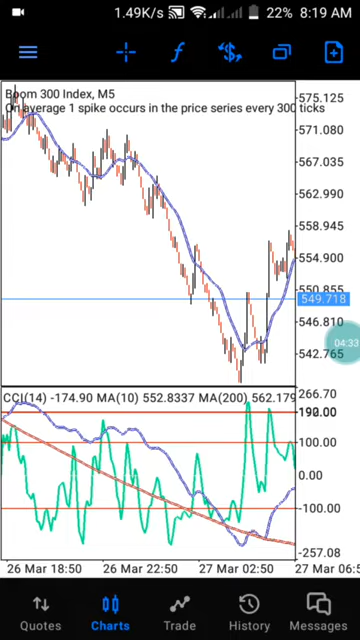 1.49K/s 22% 8:19 AM
Boom 300 Index, M5
On average 1 spike occurs in the price series every 300 ticks
575.125
571.080
567.035
562.990
558.945
554.900
550.855
549.718
546.810
04:33
542.765
CCI(14) -174.90 MA(10) 552.8337 MA(200) 562.179
266.70
100.00
0.00
-100.00
-257.08
26 Mar 18:50 26 Mar 22:50 27 Mar 02:50 27 Mar 06:5
Quotes Charts Trade History Messages